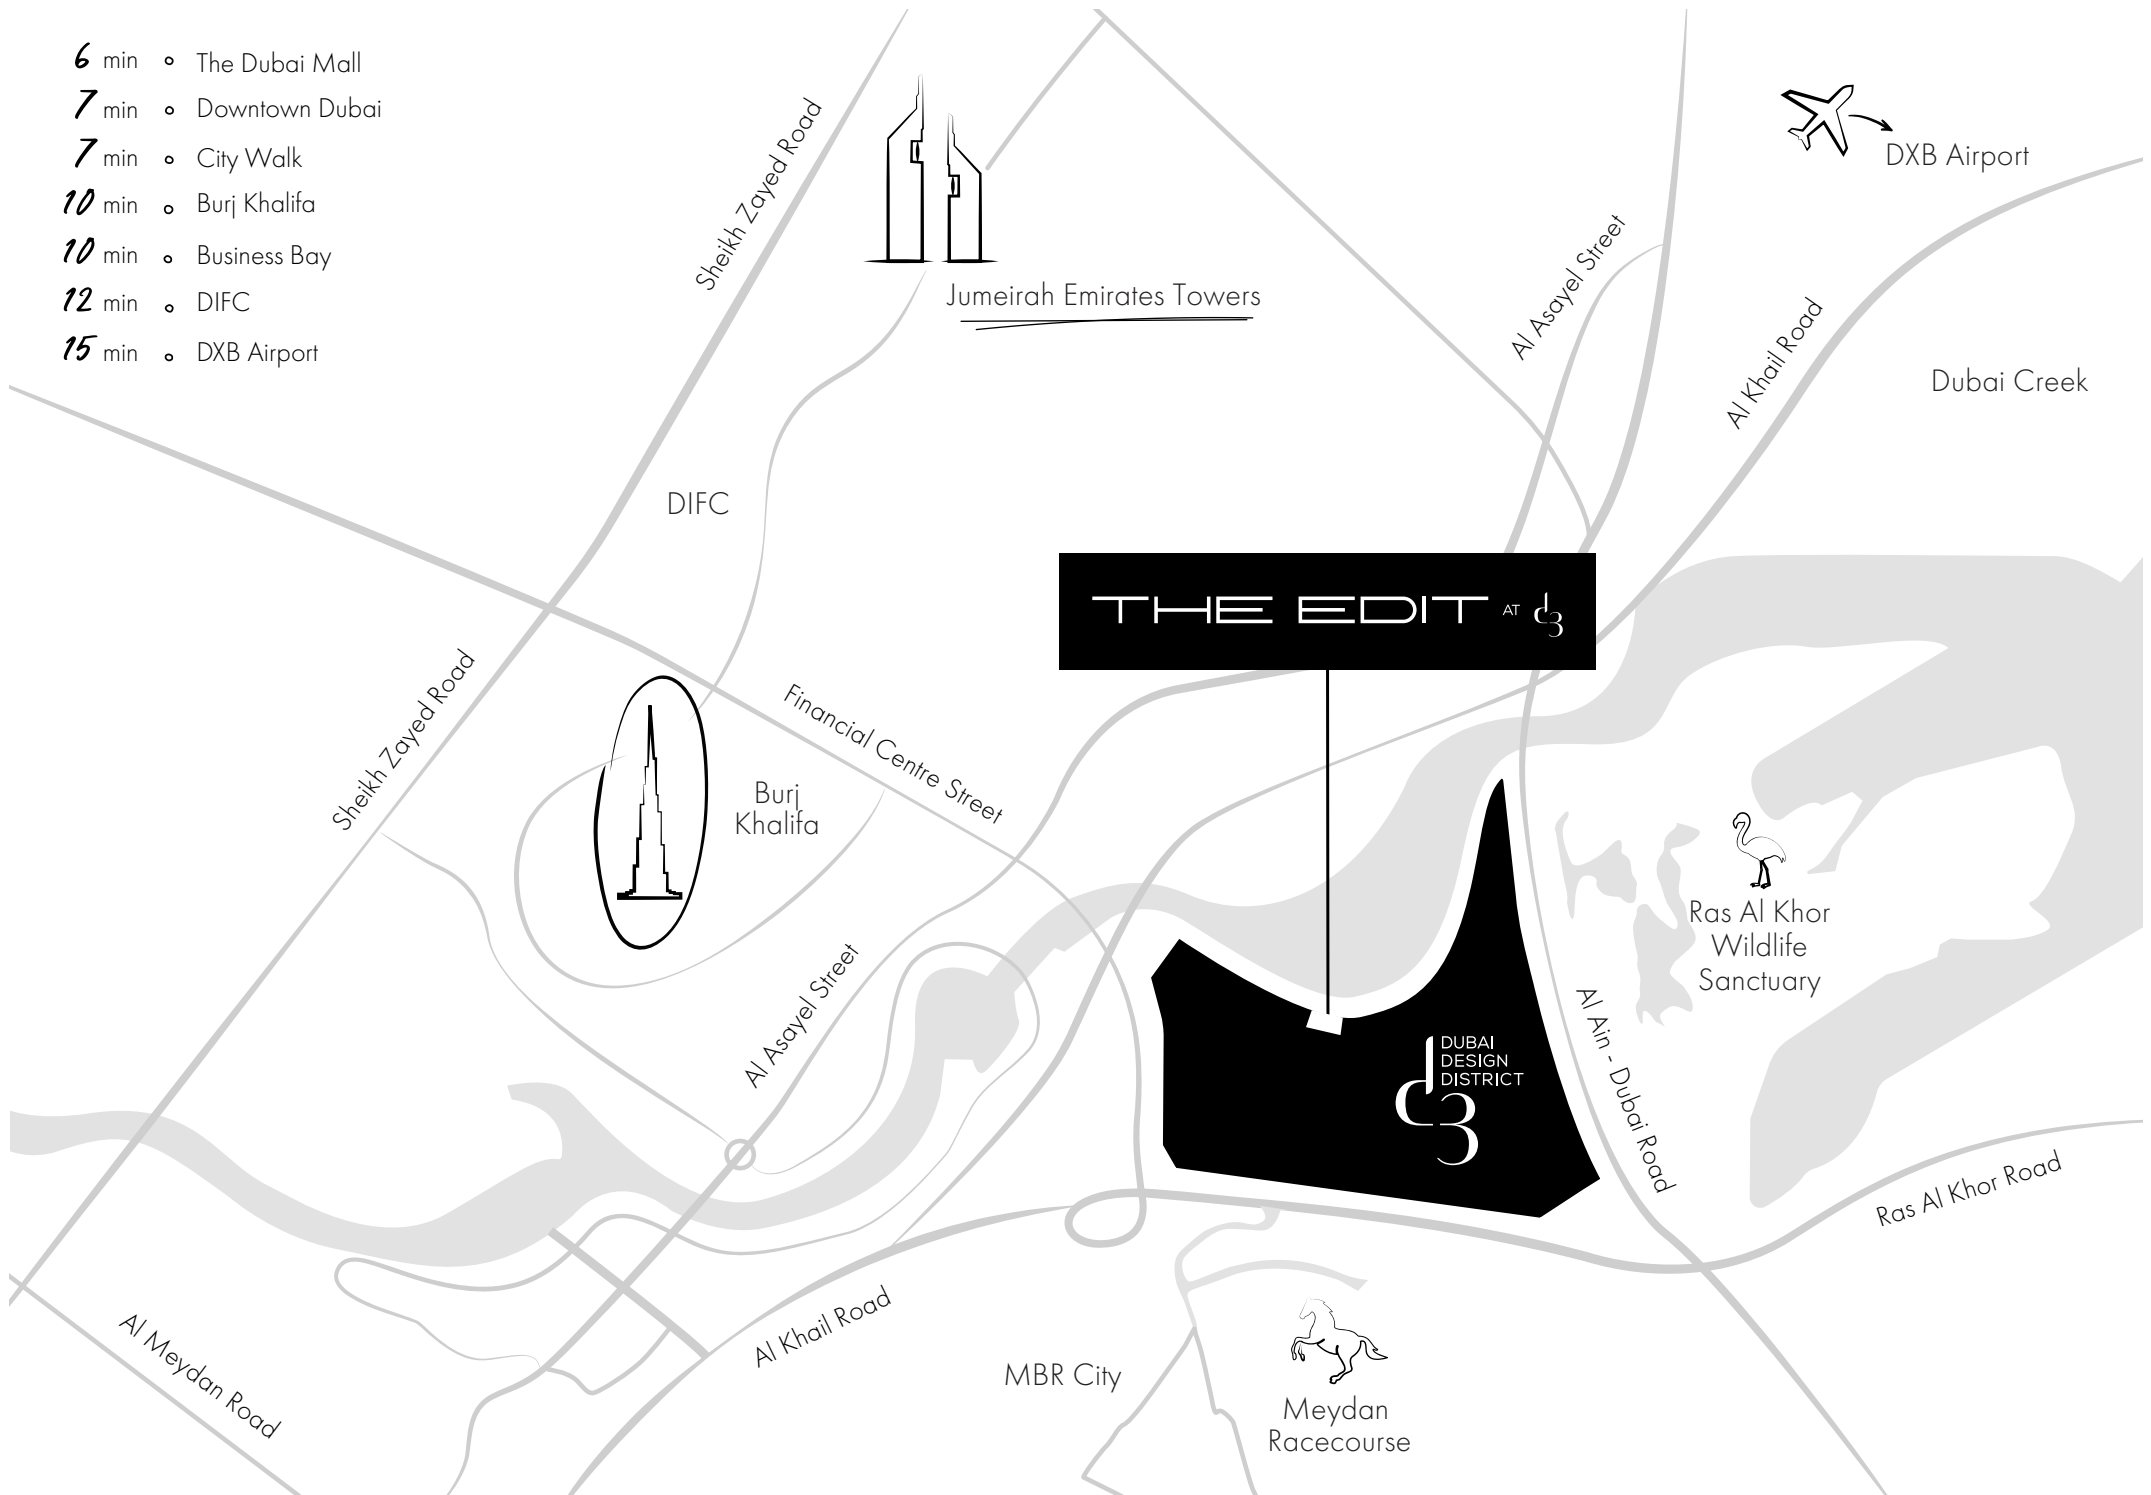 6 min The Dubai Mall
7 min Downtown Dubai
7 min City Walk
10 min Burj Khalifa
10 min Business Bay
12 min DIFC
15 min DXB Airport
Sheikh Zayed Road
Jumeirah Emirates Towers
Al Asayel Street
DXB Airport
Al Khail Road
Dubai Creek
DIFC
THE EDIT AT d3
Sheikh Zayed Road
Financial Centre Street
Burj
Khalifa
Ras Al Khor
Wildlife
Sanctuary
Al Asayel Street
DUBAI
DESIGN
DISTRICT
d3
Al Ain - Dubai Road
Ras Al Khor Road
Al Meydan Road
Al Khail Road
MBR City
Meydan
Racecourse